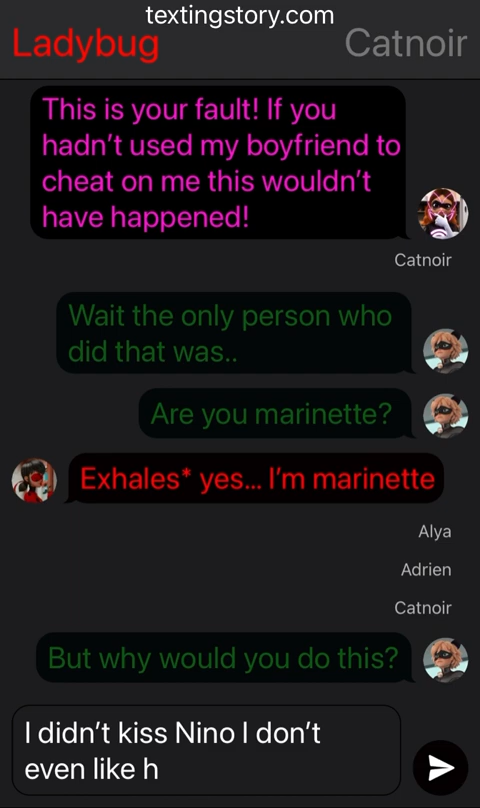 textingstory.com
Ladybug
Catnoir
This is your fault! If you
hadn’t used my boyfriend to
cheat on me this wouldn’t
have happened!
Catnoir
Wait the only person who
did that was..
Are you marinette?
Exhales* yes... I’m marinette
Alya
Adrien
Catnoir
But why would you do this?
I didn’t kiss Nino I don’t
even like h